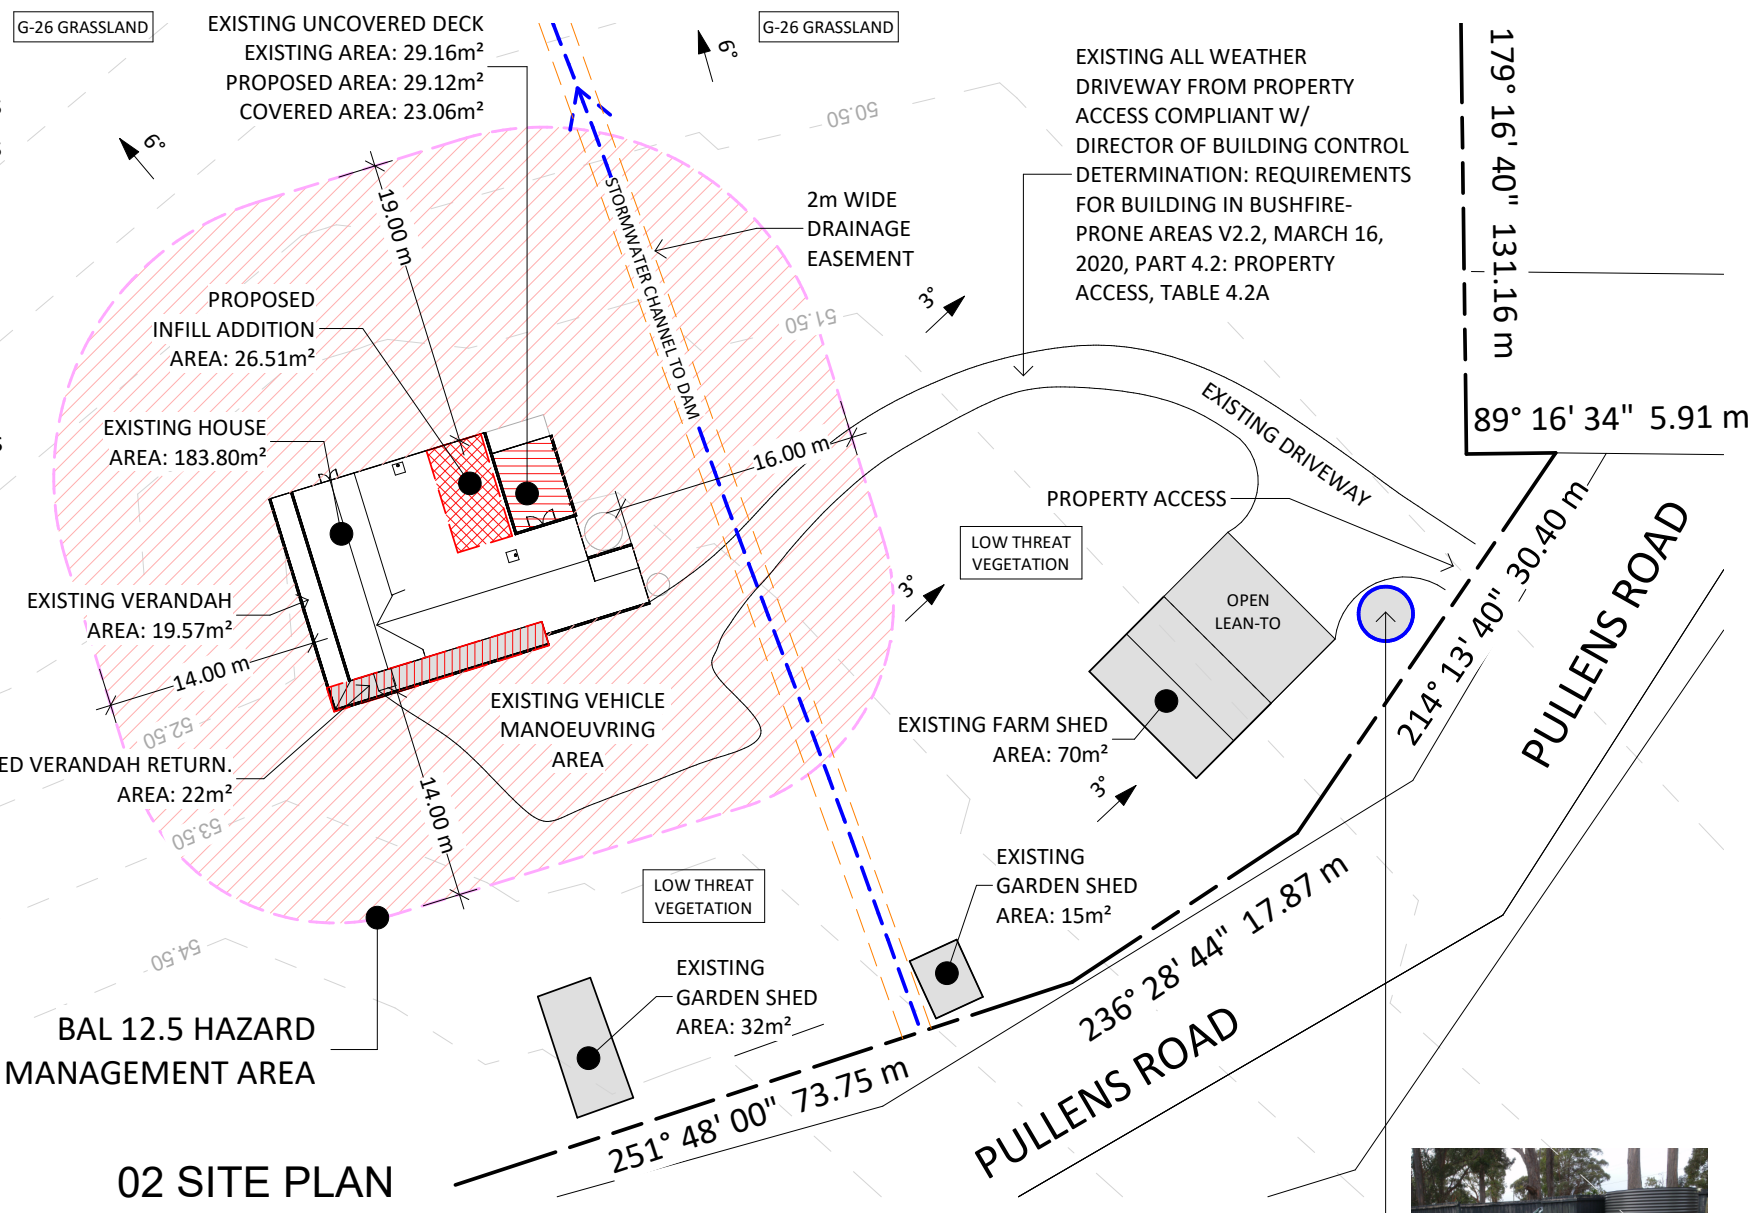 G-26 GRASSLAND
EXISTING UNCOVERED DECK
EXISTING AREA: 29.16m²
PROPOSED AREA: 29.12m²
COVERED AREA: 23.06m²
G-26 GRASSLAND
6°
6°
50.50
EXISTING ALL WEATHER
DRIVEWAY FROM PROPERTY
ACCESS COMPLIANT W/
DIRECTOR OF BUILDING CONTROL
DETERMINATION: REQUIREMENTS
FOR BUILDING IN BUSHFIRE-
PRONE AREAS V2.2, MARCH 16,
2020, PART 4.2: PROPERTY
ACCESS, TABLE 4.2A
179° 16' 40" 131.16 m
19.00 m
STORMWATER CHANNEL TO DAM
2m WIDE
DRAINAGE
EASEMENT
PROPOSED
INFILL ADDITION
AREA: 26.51m²
51.50
3°
EXISTING DRIVEWAY
89° 16' 34" 5.91 m
EXISTING HOUSE
AREA: 183.80m²
16.00 m
PROPERTY ACCESS
214° 13' 40" 30.40 m
PULLENS ROAD
LOW THREAT
VEGETATION
3°
OPEN
LEAN-TO
EXISTING VERANDAH
AREA: 19.57m²
14.00 m
EXISTING VEHICLE
MANOEUVRING
AREA
EXISTING FARM SHED
AREA: 70m²
52.50
ED VERANDAH RETURN.
AREA: 22m²
14.00 m
3°
53.50
LOW THREAT
VEGETATION
EXISTING
GARDEN SHED
AREA: 15m²
54.50
EXISTING
GARDEN SHED
AREA: 32m²
236° 28' 44" 17.87 m
BAL 12.5 HAZARD
MANAGEMENT AREA
251° 48' 00" 73.75 m
PULLENS ROAD
02 SITE PLAN